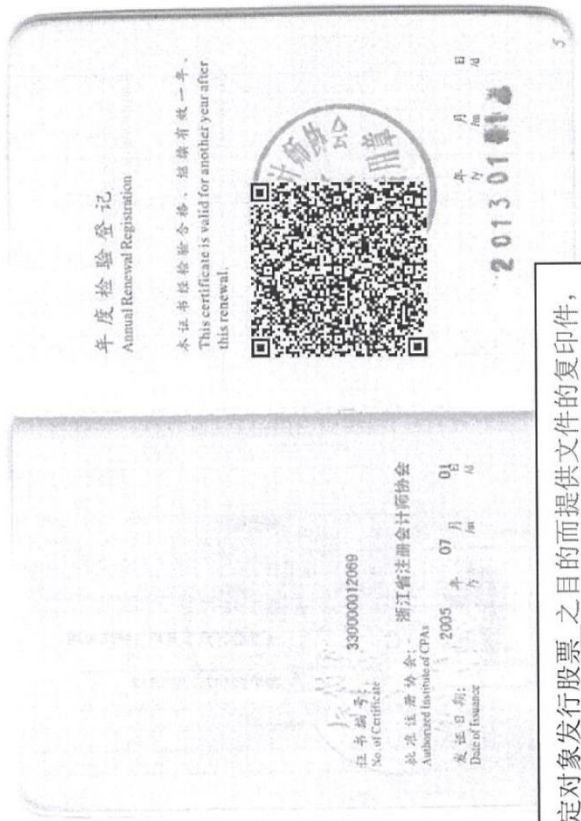 年度检验登记
Annual Renewal Registration
本证书经检验合格，继续有效一年。
This certificate is valid for another year after
this renewal.
计师
用章
年 月 日
/y /m /d
2013 01
5
证书编号： 330000012069
No. of Certificate
批准注册协会： 浙江省注册会计师协会
Authorized Institute of CPAs
发证日期： 2005 年 07 月 01 日
Date of Issuance /y /m /d
定对象发行股票 之目的而提供文件的复印件，